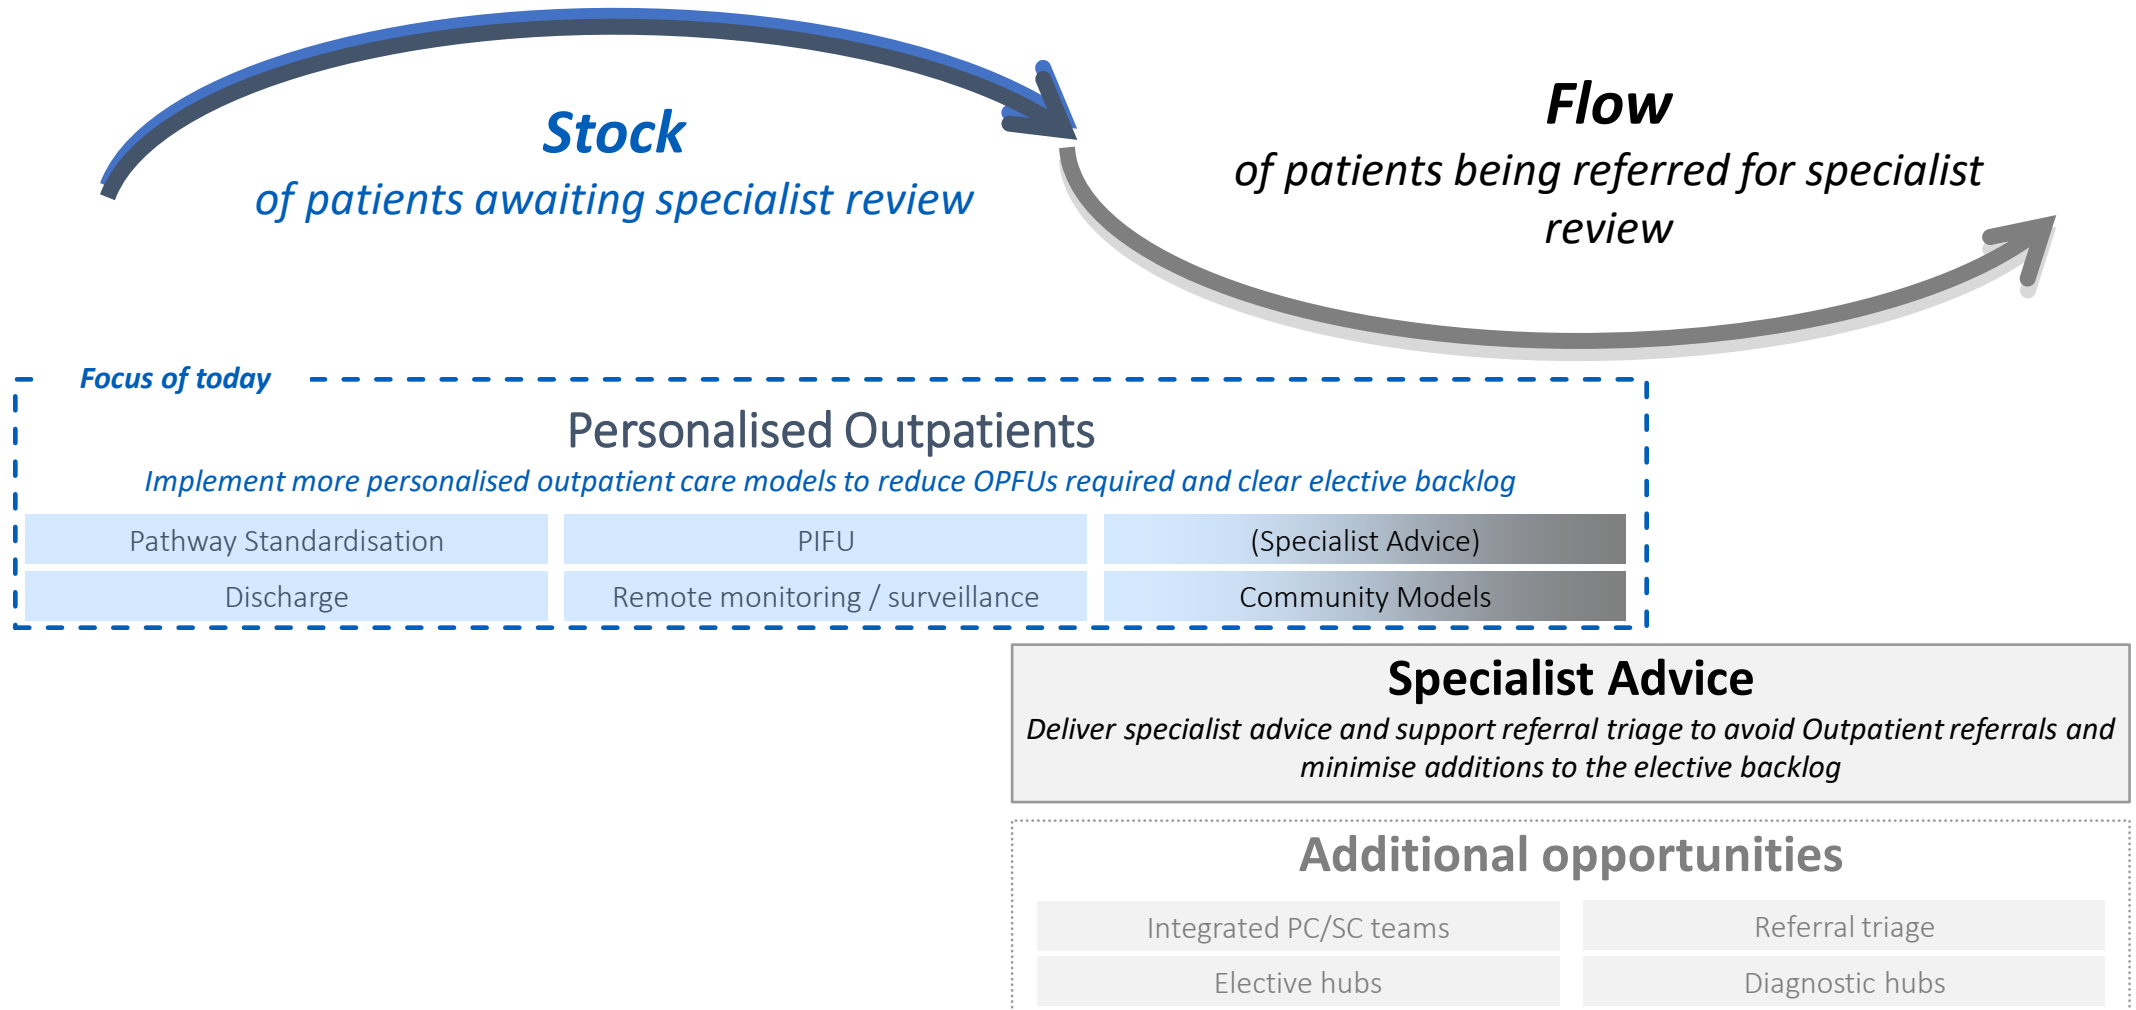 Stock
of patients awaiting specialist review
Flow
of patients being referred for specialist
review
Focus of today
Personalised Outpatients
Implement more personalised outpatient care models to reduce OPFUs required and clear elective backlog
Pathway Standardisation
PIFU
(Specialist Advice)
Discharge
Remote monitoring / surveillance
Community Models
Specialist Advice
Deliver specialist advice and support referral triage to avoid Outpatient referrals and
minimise additions to the elective backlog
Additional opportunities
Integrated PC/SC teams
Referral triage
Elective hubs
Diagnostic hubs